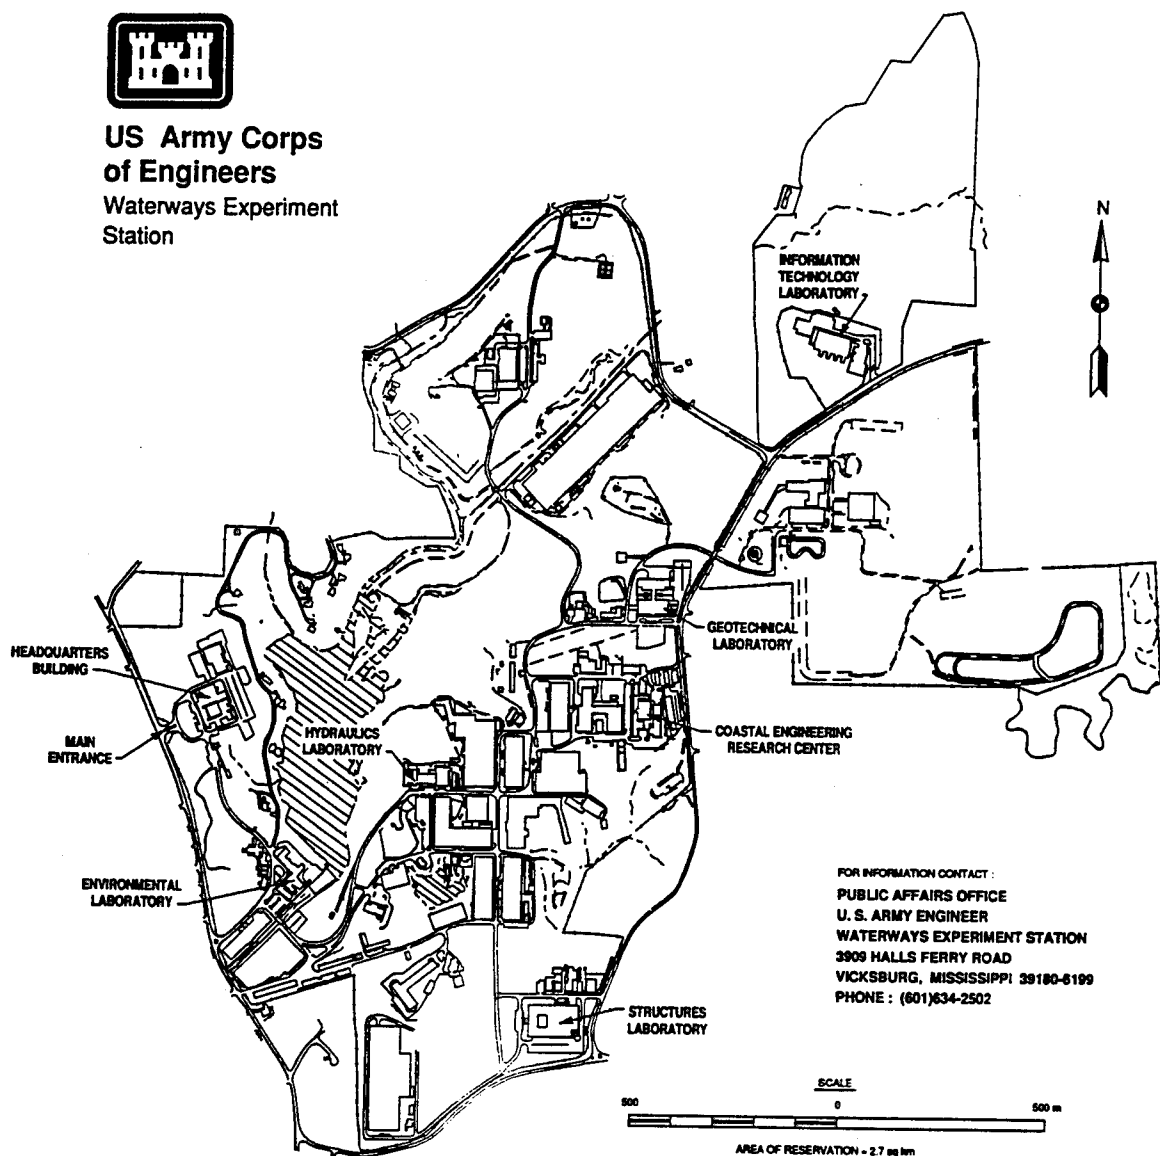 US Army Corps
of Engineers
Waterways Experiment
Station
N
INFORMATION
TECHNOLOGY
LABORATORY
HEADQUARTERS
BUILDING
GEOTECHNICAL
LABORATORY
MAIN
ENTRANCE
HYDRAULICS
LABORATORY
COASTAL ENGINEERING
RESEARCH CENTER
ENVIRONMENTAL
LABORATORY
FOR INFORMATION CONTACT :
PUBLIC AFFAIRS OFFICE
U. S. ARMY ENGINEER
WATERWAYS EXPERIMENT STATION
3909 HALLS FERRY ROAD
VICKSBURG, MISSISSIPPI 39180-6199
PHONE : (601)634-2502
STRUCTURES
LABORATORY
SCALE
500 0 500 m
AREA OF RESERVATION = 2.7 sq km